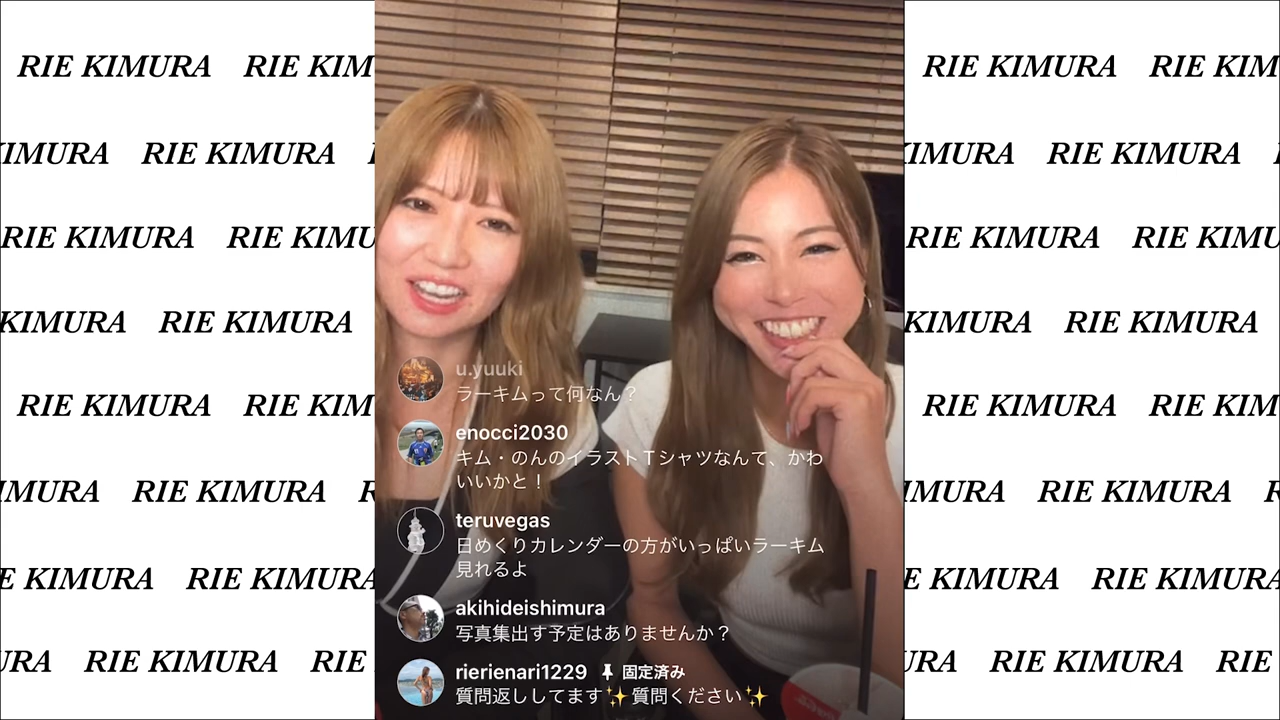 RIE KIMURA RIE KIM
IMURA RIE KIMURA
RIE KIMURA RIE KIMU
KIMURA RIE KIMURA
RIE KIMURA RIE KIM
IMURA RIE KIMURA R
E KIMURA RIE KIMURA
URA RIE KIMURA RIE
u.yuuki
ラーキムって何なん？
enocci2030
キム・のんのイラストTシャツなんて、かわ
いいかと！
teruvegas
日めくりカレンダーの方がいっぱいラーキム
見れるよ
akihideishimura
写真集出す予定はありませんか？
rierienari1229 固定済み
質問返ししてます✨質問ください✨
RIE KIMURA RIE KIM
IMURA RIE KIMURA
RIE KIMURA RIE KIMU
KIMURA RIE KIMURA
RIE KIMURA RIE KIM
IMURA RIE KIMURA R
E KIMURA RIE KIMURA
URA RIE KIMURA RIE